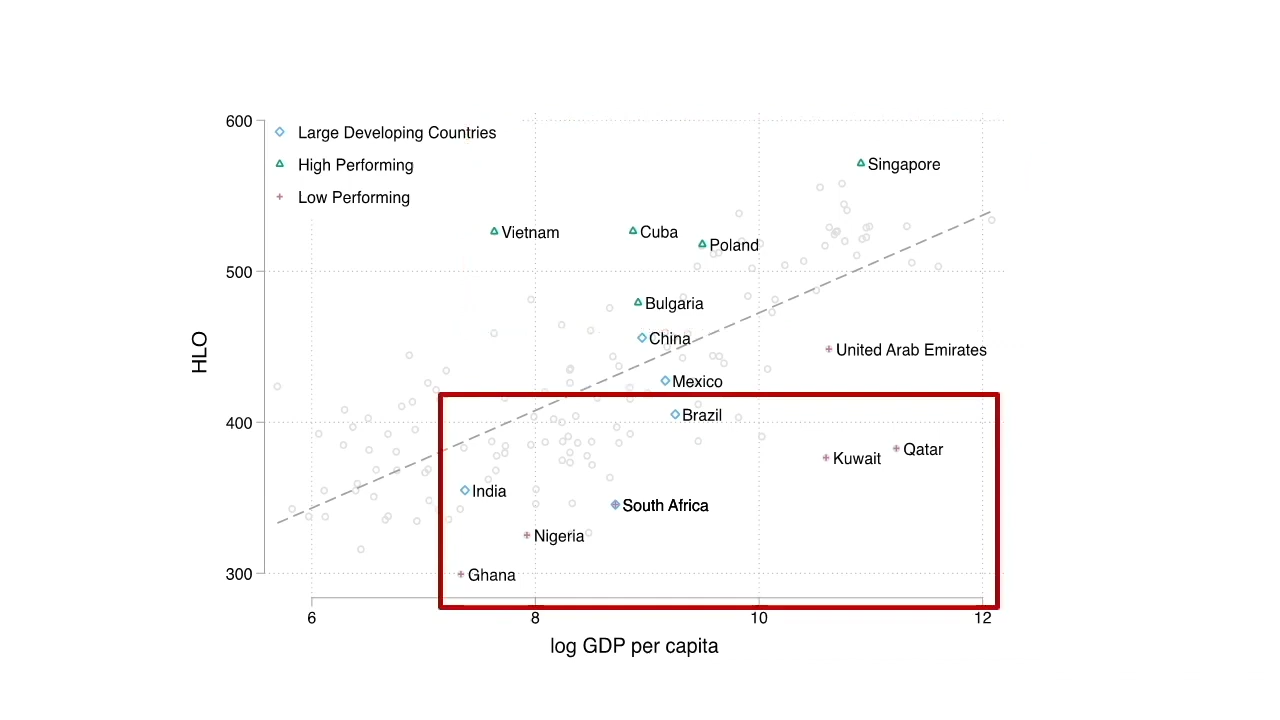 600
Large Developing Countries
High Performing
Singapore
Low Performing
Vietnam
Cuba
Poland
500
Bulgaria
China
HLO
United Arab Emirates
Mexico
400
Brazil
Qatar
Kuwait
India
South Africa
Nigeria
300
Ghana
6 8 10 12
log GDP per capita